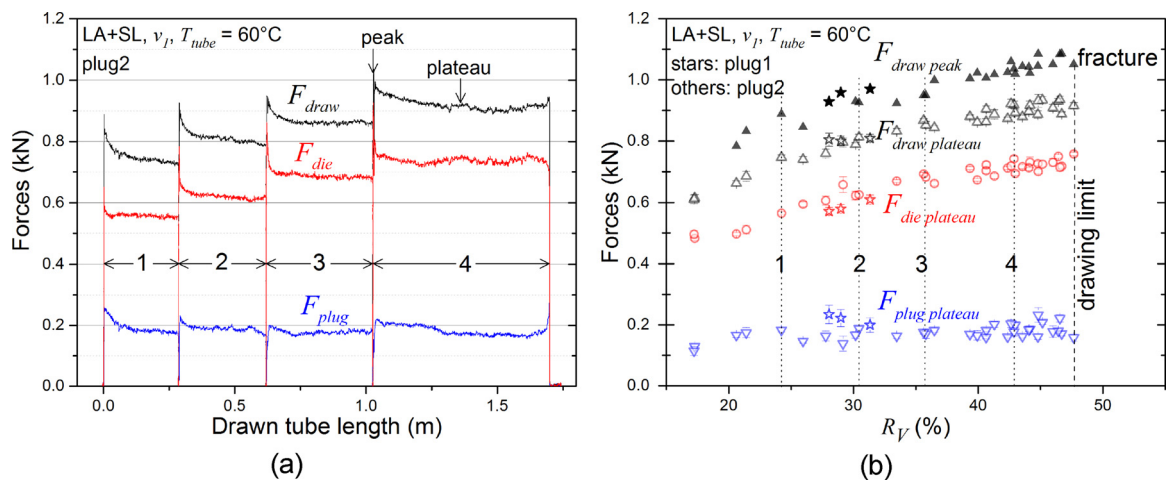 LA+SL, v1, Ttube = 60°C
plug2
peak
plateau
Fdraw
Fdie
1
2
3
4
Fplug
Forces (kN)
1.2
1.0
0.8
0.6
0.4
0.2
0.0
0.0
0.5
1.0
1.5
Drawn tube length (m)
(a)
LA+SL, v1, Ttube = 60°C
stars: plug1
others: plug2
Fdraw peak
fracture
Fdraw plateau
Fdie plateau
1
2
3
4
Fplug plateau
drawing limit
Forces (kN)
1.2
1.0
0.8
0.6
0.4
0.2
0.0
20
30
40
50
RV (%)
(b)